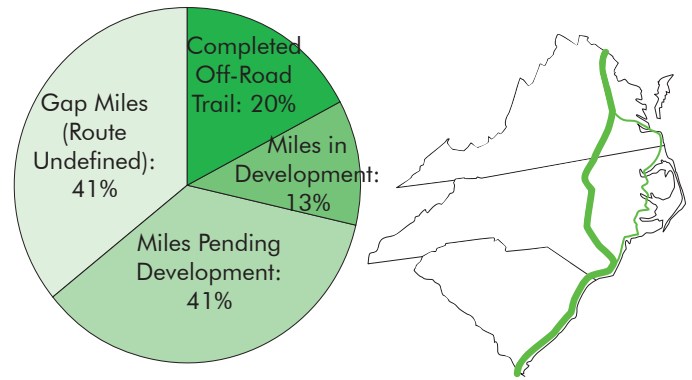 Completed
Off-Road
Trail: 20%
Miles in
Development:
13%
Miles Pending
Development:
41%
Gap Miles
(Route
Undefined):
41%